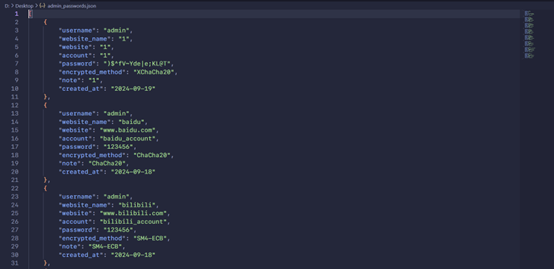 D: > Desktop > {-} admin_passwords.json
1 [
2 {
3 "username": "admin",
4 "website_name": "1",
5 "website": "1",
6 "account": "1",
7 "password": ")$^fV~Yde|e;KL@T",
8 "encrypted_method": "XChaCha20",
9 "note": "1",
10 "created_at": "2024-09-19"
11 },
12 {
13 "username": "admin",
14 "website_name": "baidu",
15 "website": "www.baidu.com",
16 "account": "baidu_account",
17 "password": "123456",
18 "encrypted_method": "ChaCha20",
19 "note": "ChaCha20",
20 "created_at": "2024-09-18"
21 },
22 {
23 "username": "admin",
24 "website_name": "bilibili",
25 "website": "www.bilibili.com",
26 "account": "bilibili_account",
27 "password": "123456",
28 "encrypted_method": "SM4-ECB",
29 "note": "SM4-ECB",
30 "created_at": "2024-09-18"
31 },